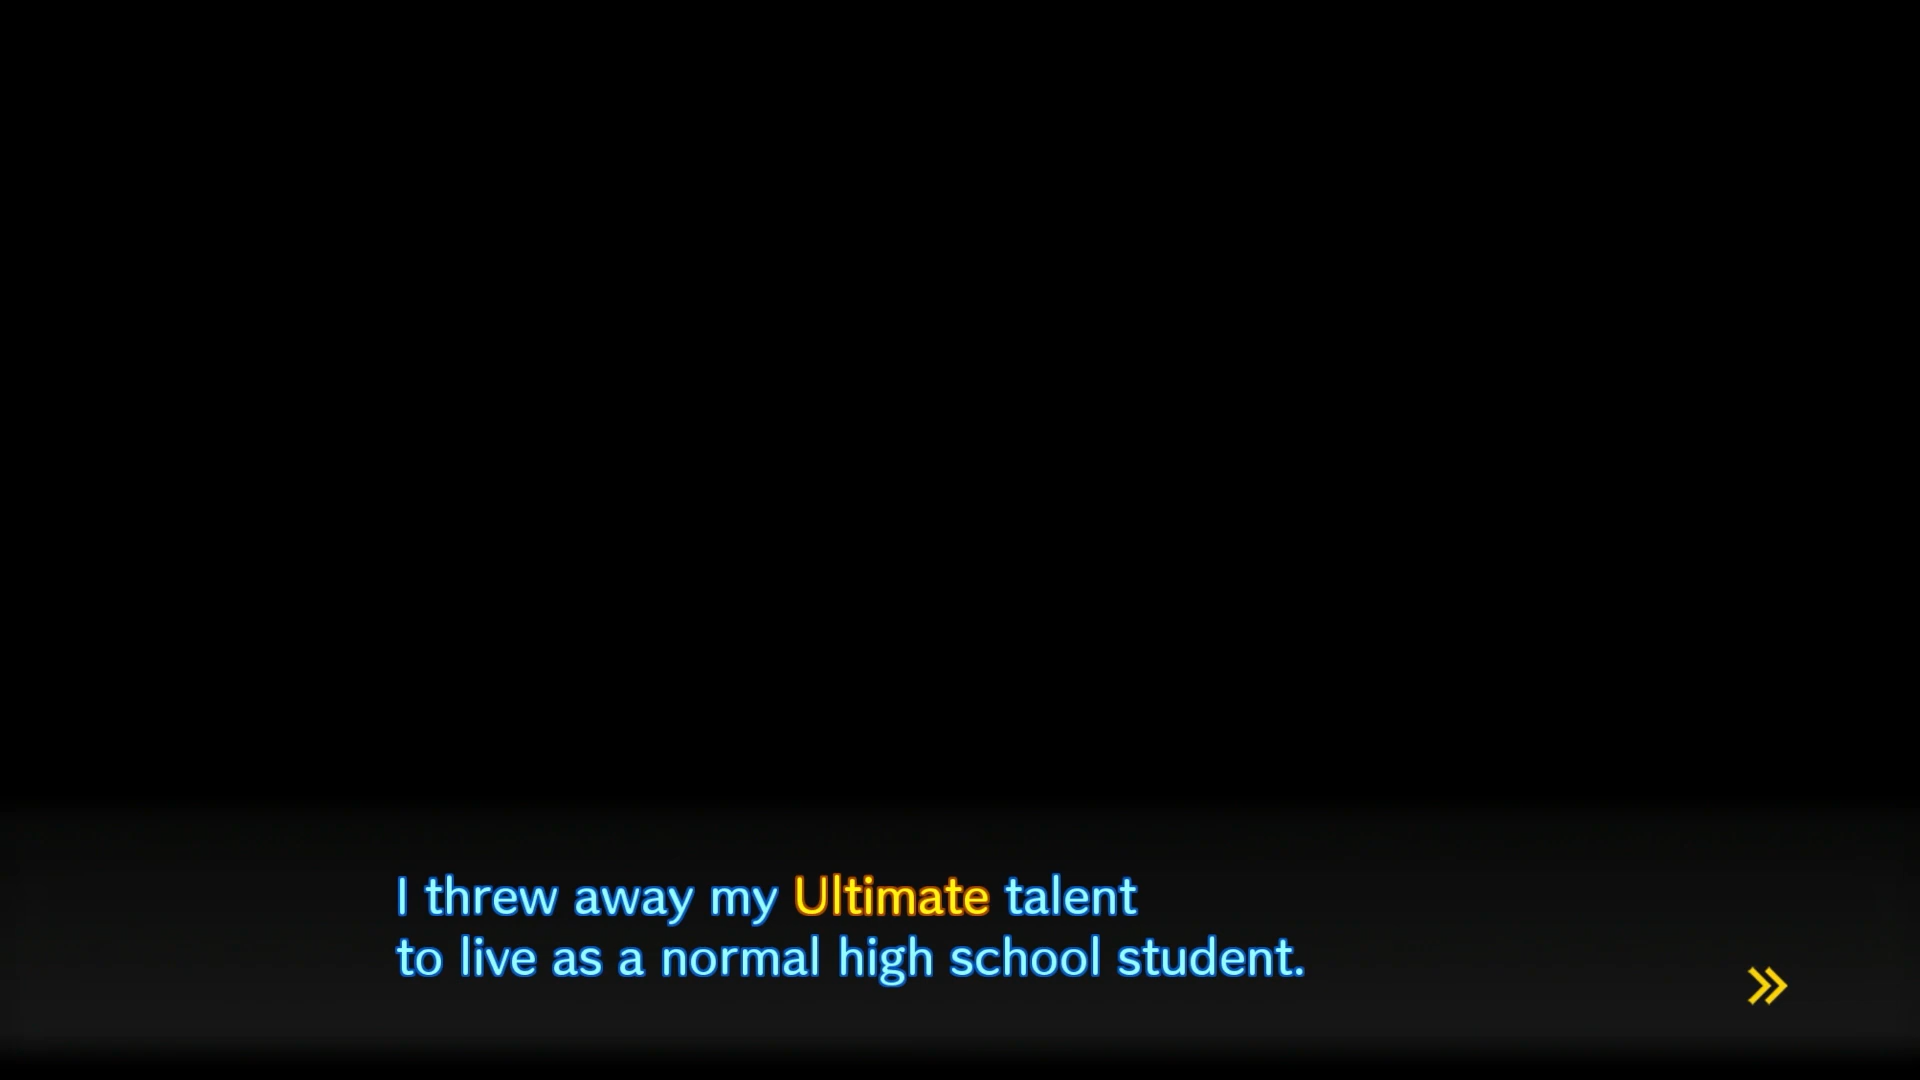 I threw away my Ultimate talent
to live as a normal high school student.